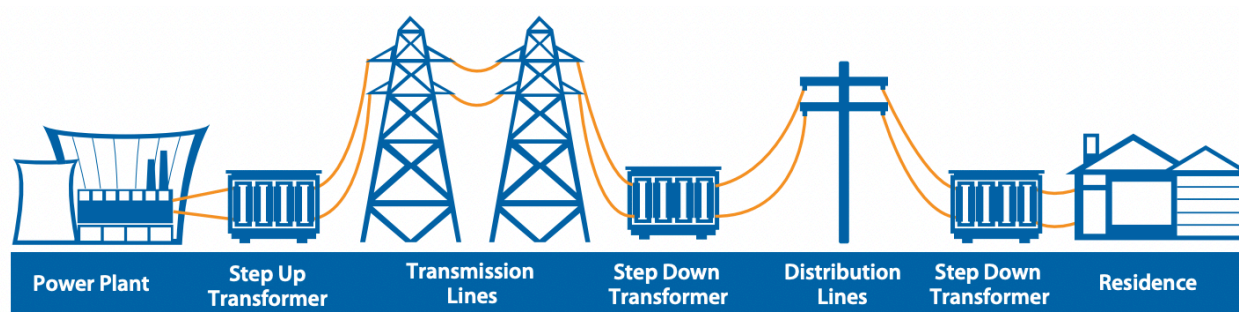 Power Plant
Step Up
Transformer
Transmission
Lines
Step Down
Transformer
Distribution
Lines
Step Down
Transformer
Residence